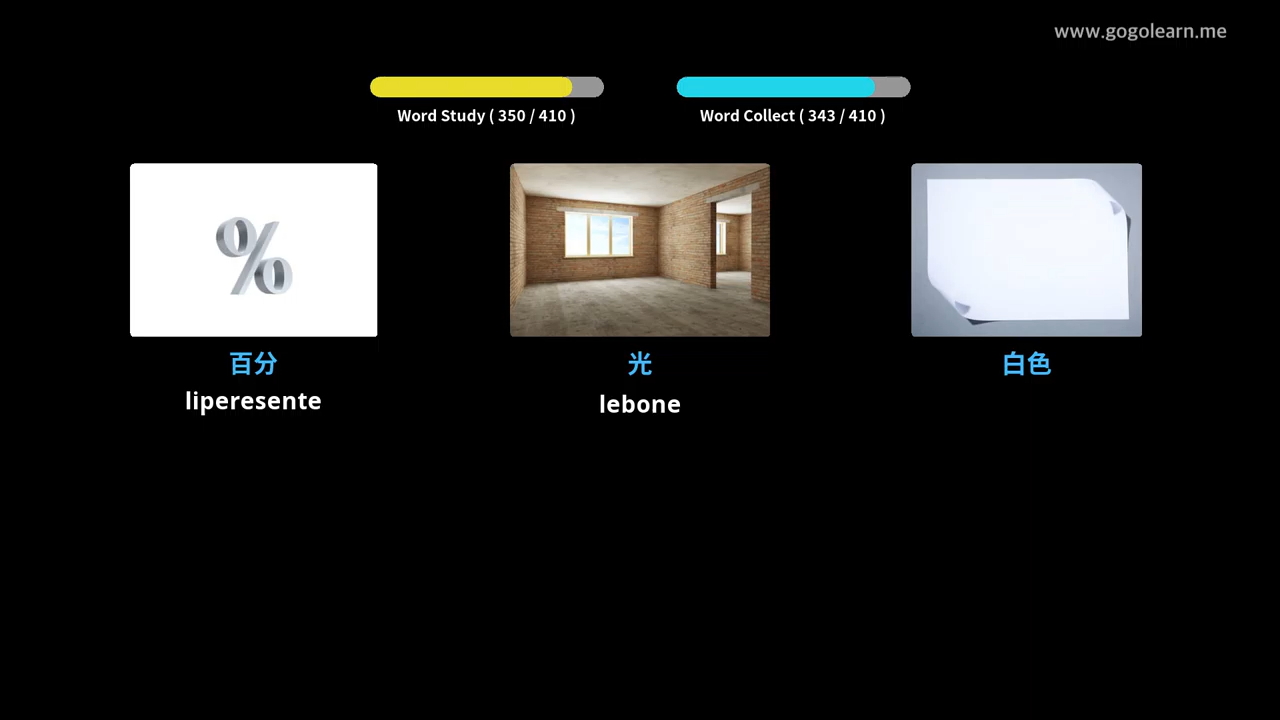 www.gogolearn.me
Word Study ( 350 / 410 )
Word Collect ( 343 / 410 )
%
百分
光
白色
liperesente
lebone